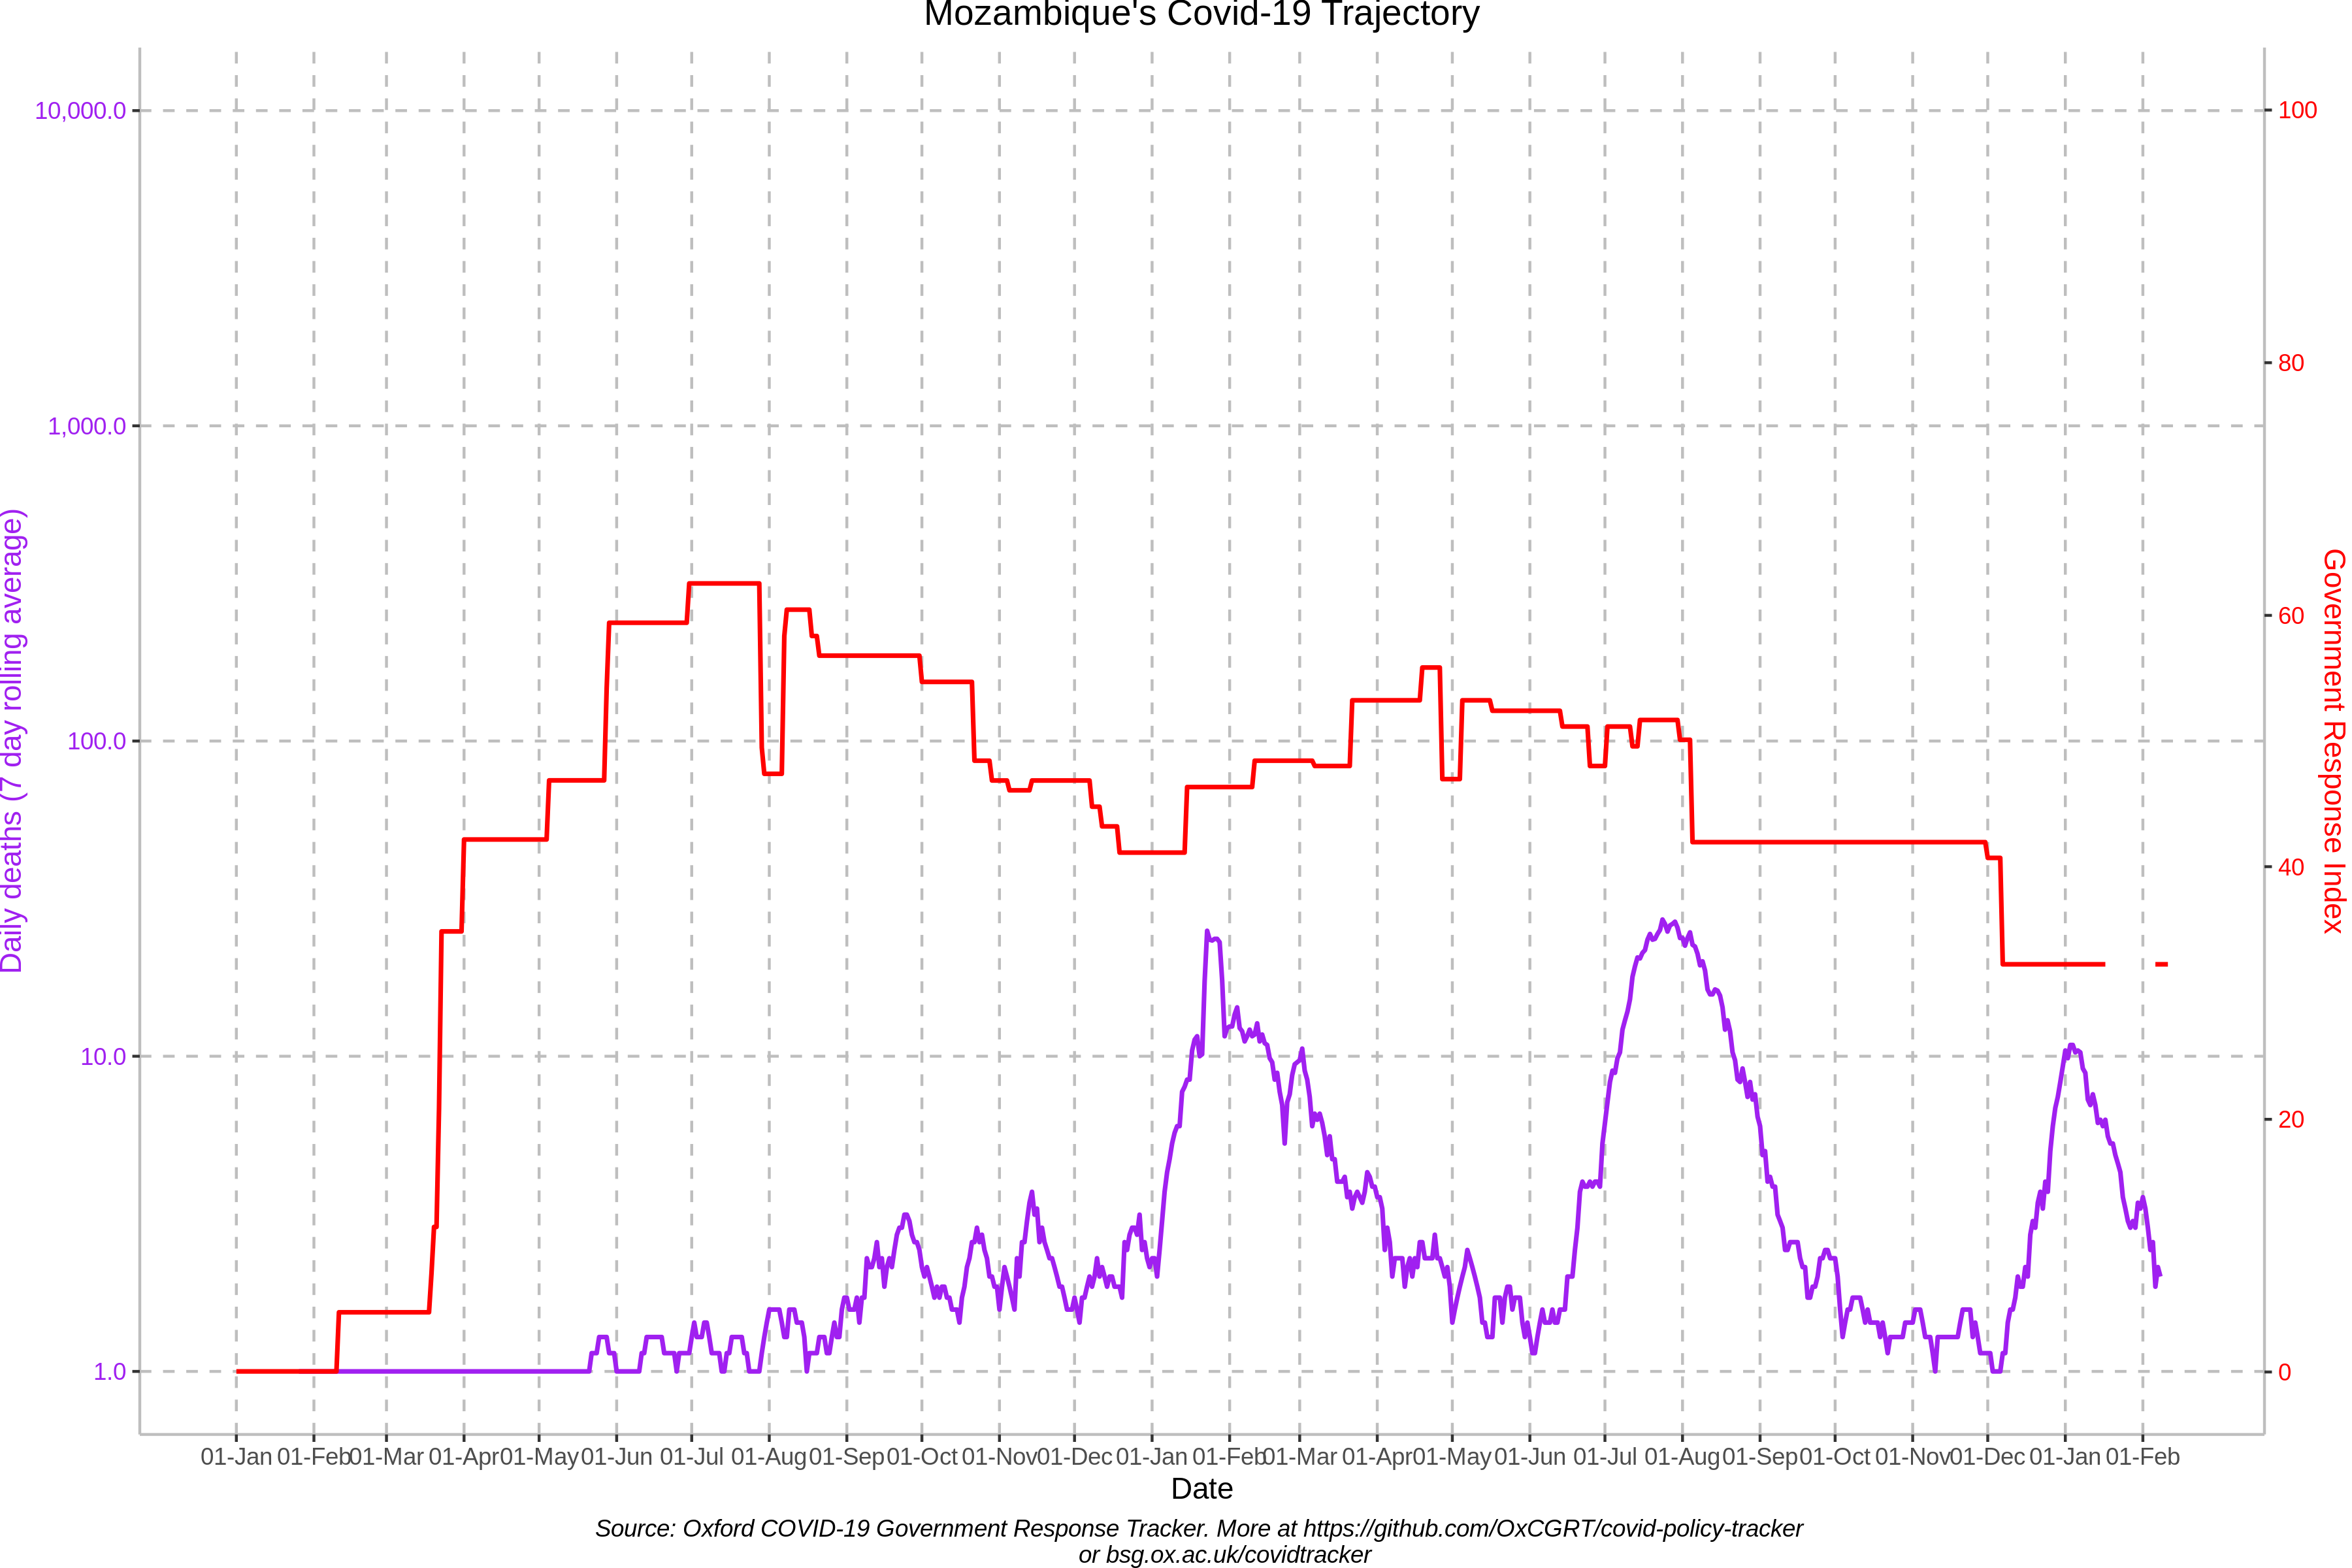 Mozambique's Covid-19 Trajectory
10,000.0
1,000.0
100.0
10.0
1.0
Daily deaths (7 day rolling average)
100
80
60
40
20
0
Government Response Index
01-Jan 01-Feb 01-Mar 01-Apr 01-May 01-Jun 01-Jul 01-Aug 01-Sep 01-Oct 01-Nov 01-Dec 01-Jan 01-Feb 01-Mar 01-Apr 01-May 01-Jun 01-Jul 01-Aug 01-Sep 01-Oct 01-Nov 01-Dec 01-Jan 01-Feb
Date
Source: Oxford COVID-19 Government Response Tracker. More at https://github.com/OxCGRT/covid-policy-tracker
or bsg.ox.ac.uk/covidtracker